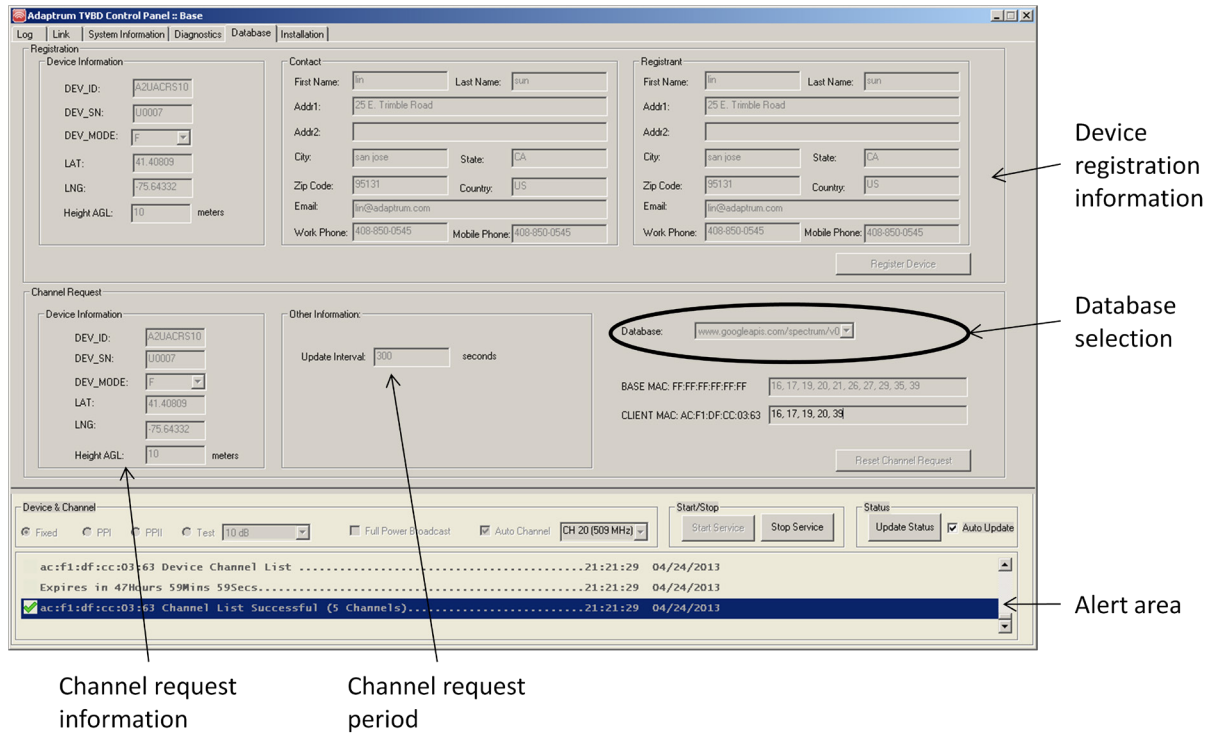 Adaptrum TVBD Control Panel :: Base
Log Link System Information Diagnostics Database Installation
Registration
Device Information
DEV_ID: A2UACRS10
DEV_SN: U0007
DEV_MODE: F
LAT: 41.40809
LNG: -75.64332
Height AGL: 10 meters
Contact
First Name: lin Last Name: sun
Addr1: 25 E. Trimble Road
Addr2:
City: san jose State: CA
Zip Code: 95131 Country: US
Email: lin@adaptrum.com
Work Phone: 408-850-0545 Mobile Phone: 408-850-0545
Registrant
First Name: lin Last Name: sun
Addr1: 25 E. Trimble Road
Addr2:
City: san jose State: CA
Zip Code: 95131 Country: US
Email: lin@adaptrum.com
Work Phone: 408-850-0545 Mobile Phone: 408-850-0545
Register Device
Device
registration
information
Channel Request
Device Information
DEV_ID: A2UACRS10
DEV_SN: U0007
DEV_MODE: F
LAT: 41.40809
LNG: -75.64332
Height AGL: 10 meters
Other Information:
Update Interval: 300 seconds
Database: www.googleapis.com/spectrum/v0
BASE MAC: FF:FF:FF:FF:FF:FF 16, 17, 19, 20, 21, 26, 27, 29, 35, 39
CLIENT MAC: AC:F1:DF:CC:03:63 16, 17, 19, 20, 39
Reset Channel Request
Database
selection
Device & Channel
Fixed PPI PPII Test 10 dB Full Power Broadcast Auto Channel CH 20 (509 MHz)
Start/Stop
Start Service Stop Service
Status
Update Status Auto Update
ac:f1:df:cc:03:63 Device Channel List ........................................21:21:29 04/24/2013
Expires in 47Hours 59Mins 59Secs.............................................21:21:29 04/24/2013
ac:f1:df:cc:03:63 Channel List Successful (5 Channels).........................21:21:29 04/24/2013
Alert area
Channel request
information
Channel request
period